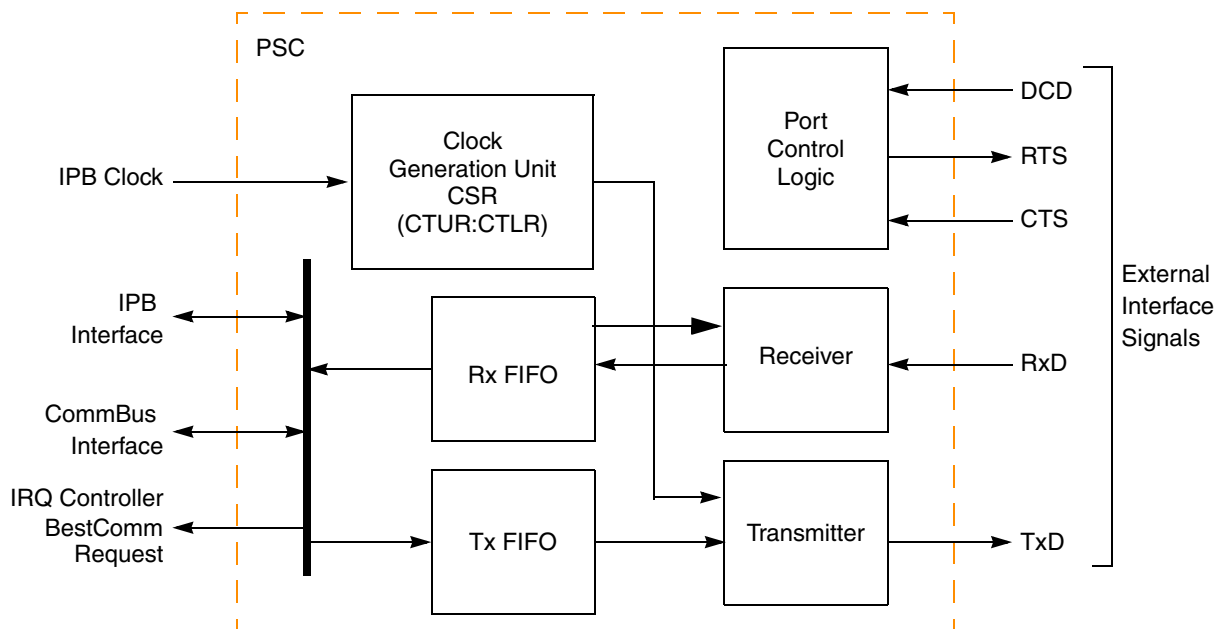 PSC
IPB Clock
Clock
Generation Unit
CSR
(CTUR:CTLR)
Port
Control
Logic
DCD
RTS
CTS
IPB
Interface
Rx FIFO
Receiver
RxD
External
Interface
Signals
CommBus
Interface
IRQ Controller
BestComm
Request
Tx FIFO
Transmitter
TxD